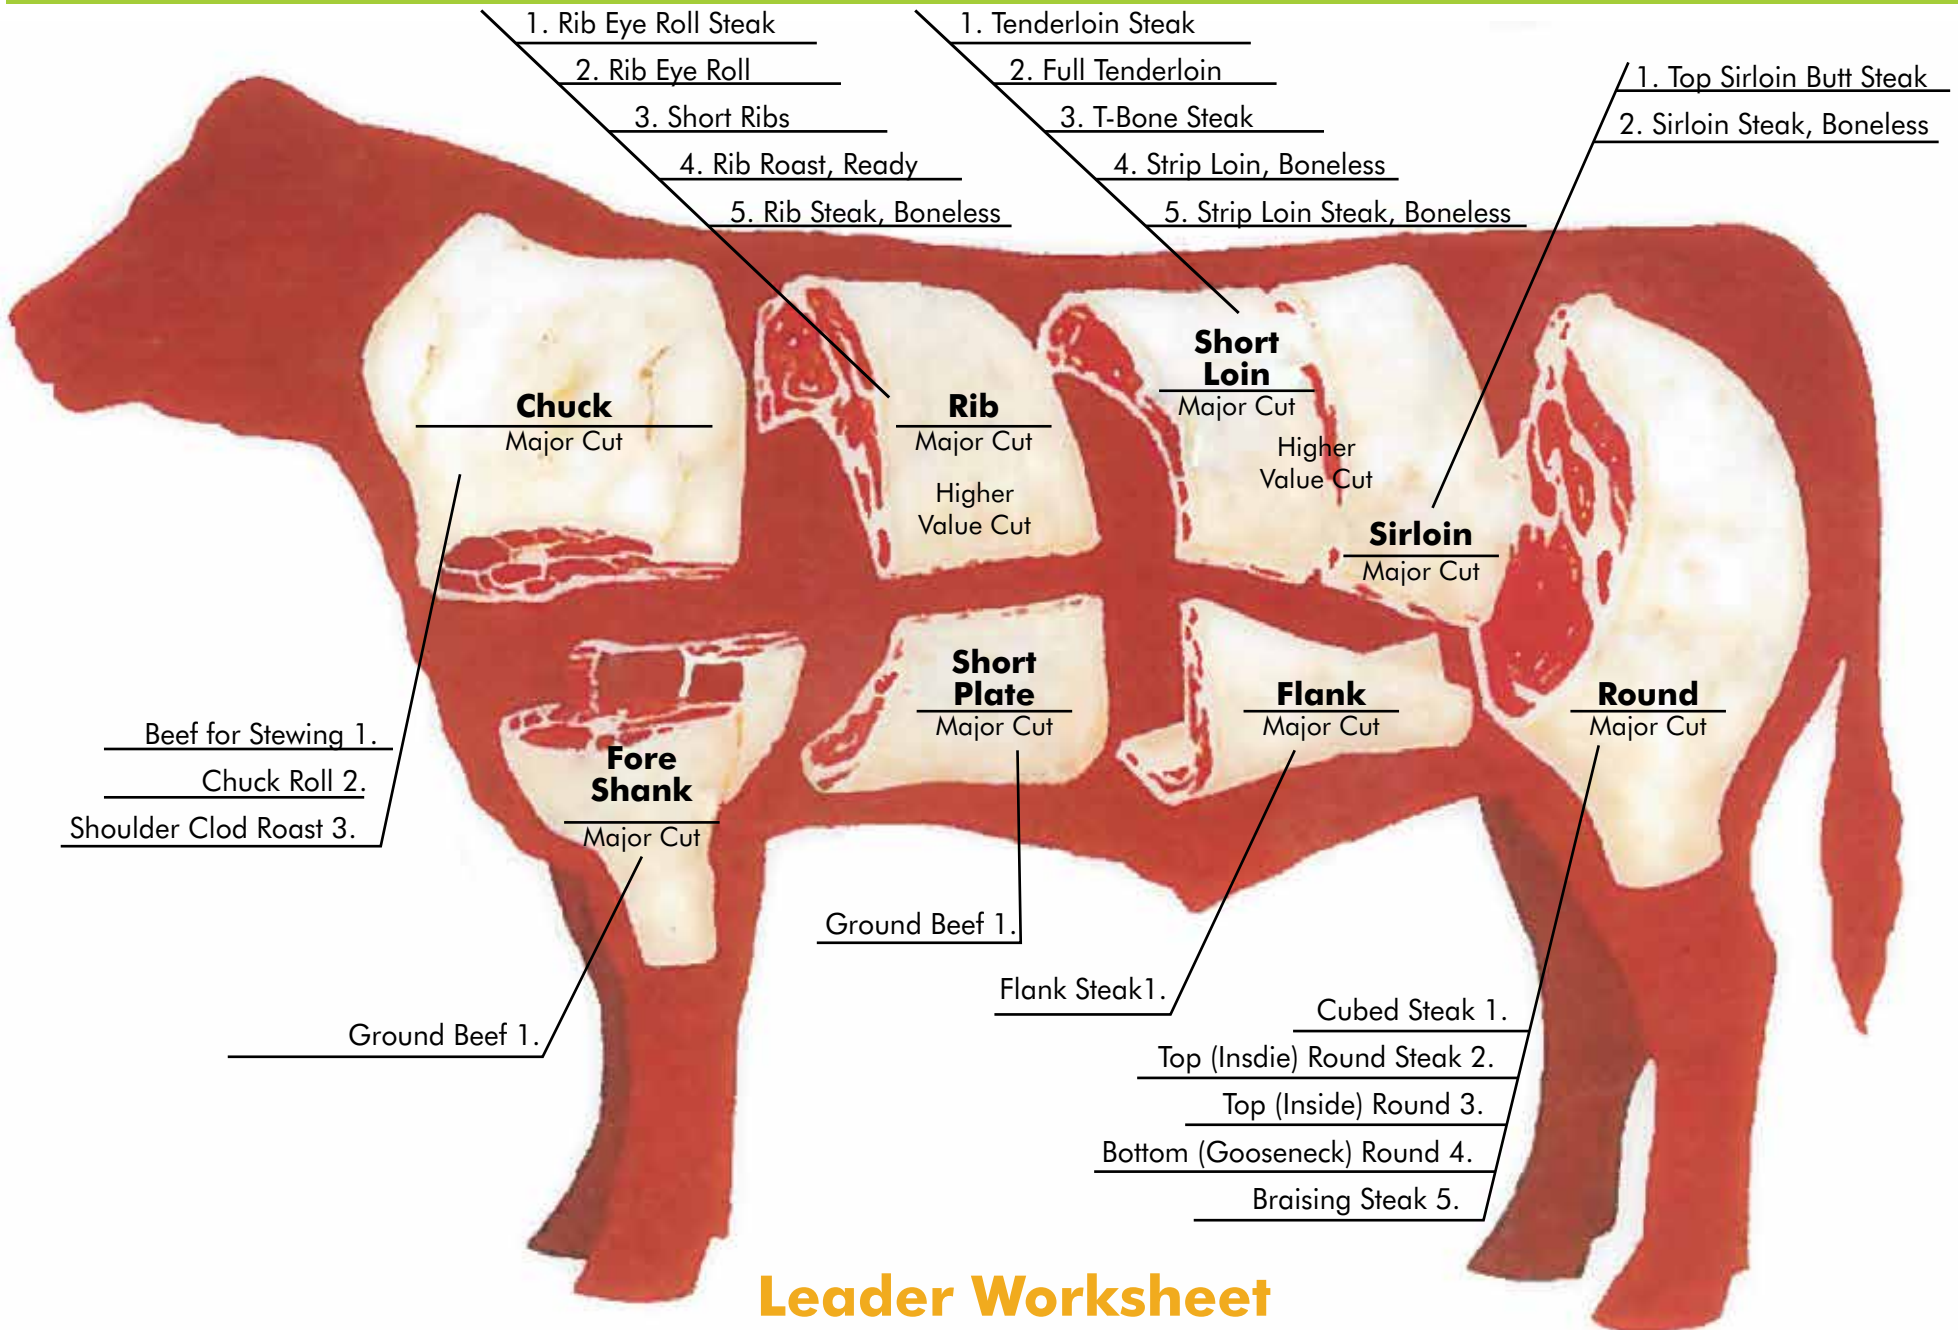 1. Rib Eye Roll Steak
2. Rib Eye Roll
3. Short Ribs
4. Rib Roast, Ready
5. Rib Steak, Boneless
1. Tenderloin Steak
2. Full Tenderloin
3. T-Bone Steak
4. Strip Loin, Boneless
5. Strip Loin Steak, Boneless
1. Top Sirloin Butt Steak
2. Sirloin Steak, Boneless
Chuck
Major Cut
Rib
Major Cut
Higher
Value Cut
Short
Loin
Major Cut
Higher
Value Cut
Sirloin
Major Cut
Fore
Shank
Major Cut
Short
Plate
Major Cut
Flank
Major Cut
Round
Major Cut
Beef for Stewing 1.
Chuck Roll 2.
Shoulder Clod Roast 3.
Ground Beef 1.
Ground Beef 1.
Flank Steak1.
Cubed Steak 1.
Top (Insdie) Round Steak 2.
Top (Inside) Round 3.
Bottom (Gooseneck) Round 4.
Braising Steak 5.
Leader Worksheet